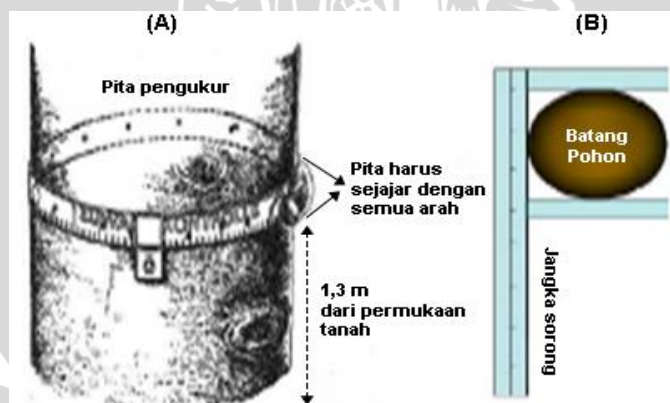 (A)
(B)
Pita pengukur
Batang
Pohon
Pita harus
sejajar dengan
semua arah
1,3 m
dari permukaan
tanah
Jangka sorong